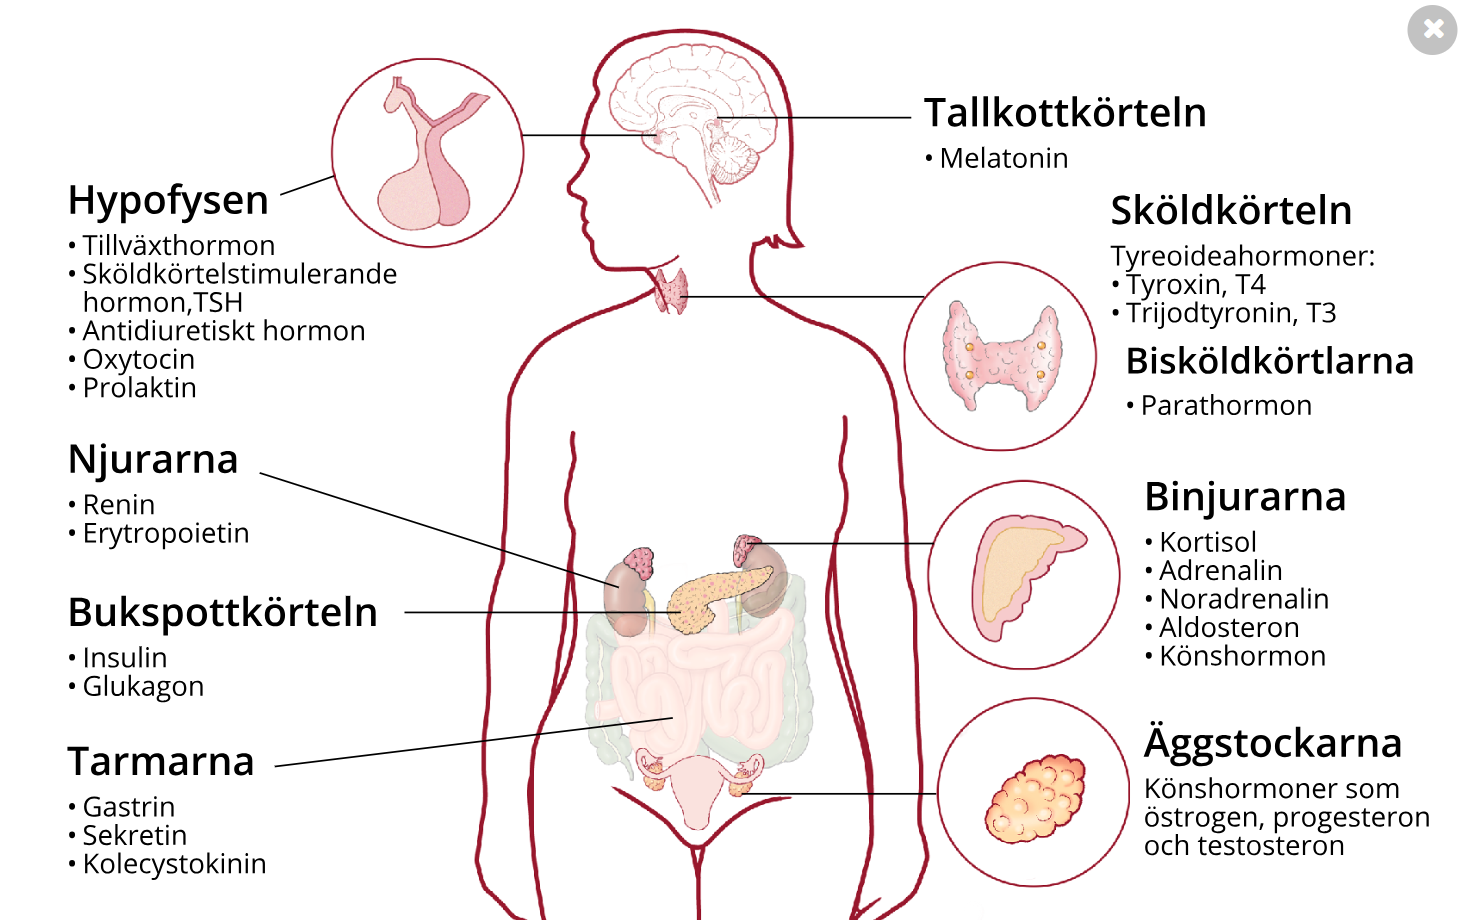 Hypofysen
• Tillväxthormon
• Sköldkörtelstimulerande
hormon,TSH
• Antidiuretiskt hormon
• Oxytocin
• Prolaktin
Njurarna
• Renin
• Erytropoietin
Bukspottkörteln
• Insulin
• Glukagon
Tarmarna
• Gastrin
• Sekretin
• Kolecystokinin
Tallkottkörteln
• Melatonin
Sköldkörteln
Tyreoideahormoner:
• Tyroxin, T4
• Trijodtyronin, T3
Bisköldkörtlarna
• Parathormon
Binjurarna
• Kortisol
• Adrenalin
• Noradrenalin
• Aldosteron
• Könshormon
Äggstockarna
Könshormoner som
östrogen, progesteron
och testosteron